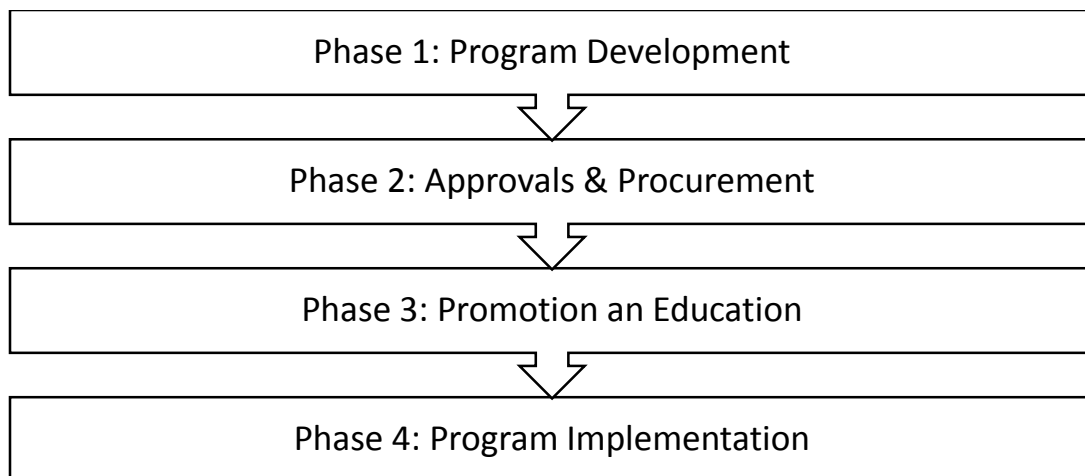 Phase 1: Program Development
Phase 2: Approvals & Procurement
Phase 3: Promotion an Education
Phase 4: Program Implementation